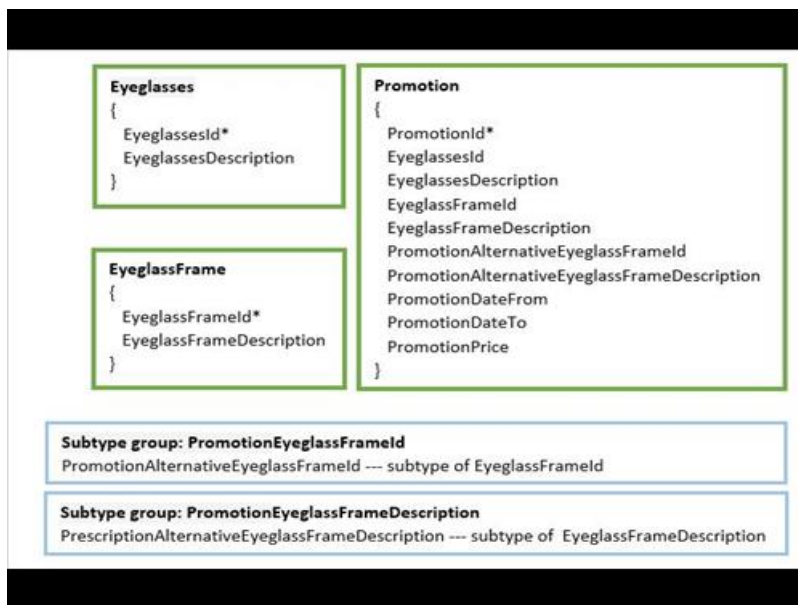 Eyeglasses
{
EyeglassesId*
EyeglassesDescription
}
EyeglassFrame
{
EyeglassFrameId*
EyeglassFrameDescription
}
Promotion
{
PromotionId*
EyeglassesId
EyeglassesDescription
EyeglassFrameId
EyeglassFrameDescription
PromotionAlternativeEyeglassFrameId
PromotionAlternativeEyeglassFrameDescription
PromotionDateFrom
PromotionDateTo
PromotionPrice
}
Subtype group: PromotionEyeglassFrameId
PromotionAlternativeEyeglassFrameId --- subtype of EyeglassFrameId
Subtype group: PromotionEyeglassFrameDescription
PrescriptionAlternativeEyeglassFrameDescription --- subtype of EyeglassFrameDescription